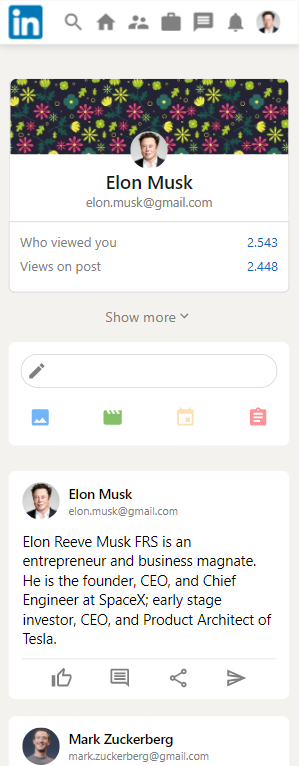 in
Elon Musk
elon.musk@gmail.com
Who viewed you 2.543
Views on post 2.448
Show more
Elon Musk
elon.musk@gmail.com
Elon Reeve Musk FRS is an
entrepreneur and business magnate.
He is the founder, CEO, and Chief
Engineer at SpaceX; early stage
investor, CEO, and Product Architect of
Tesla.
Mark Zuckerberg
mark.zuckerberg@gmail.com